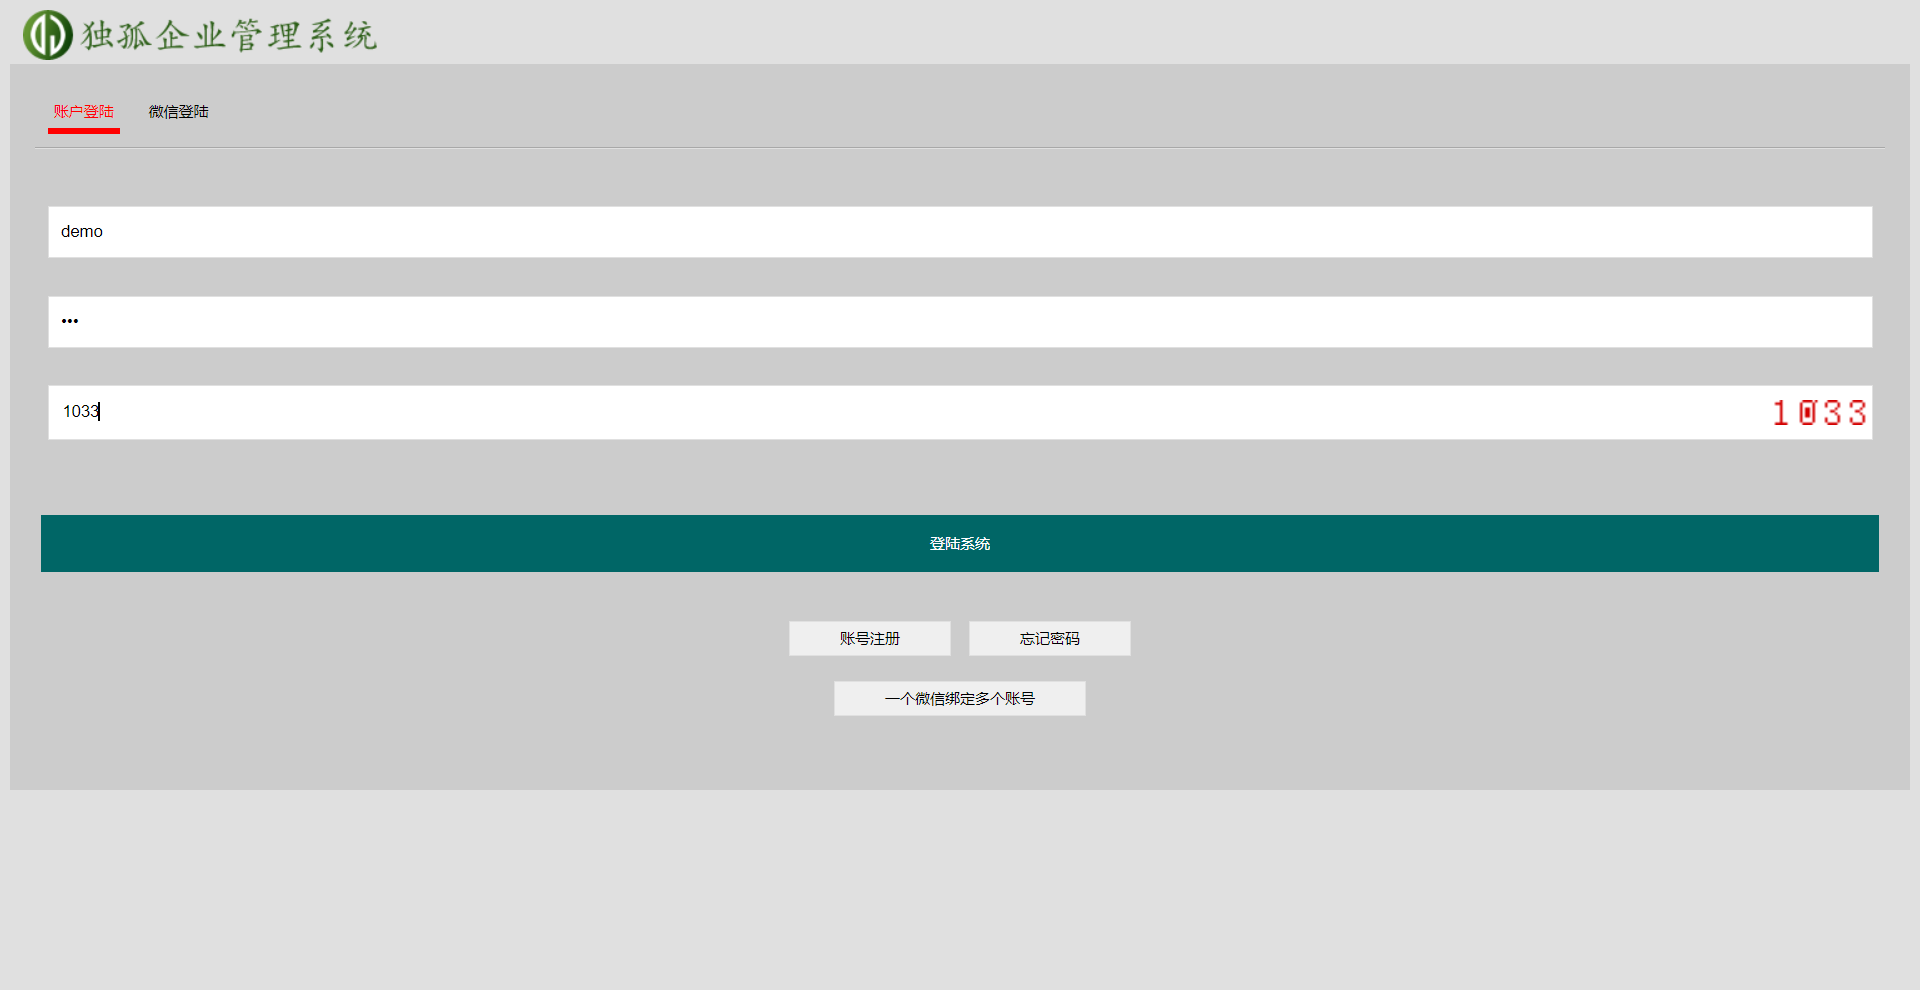 独孤企业管理系统
账户登陆 微信登陆
demo
•••
1033 1033
登陆系统
账号注册 忘记密码
一个微信绑定多个账号